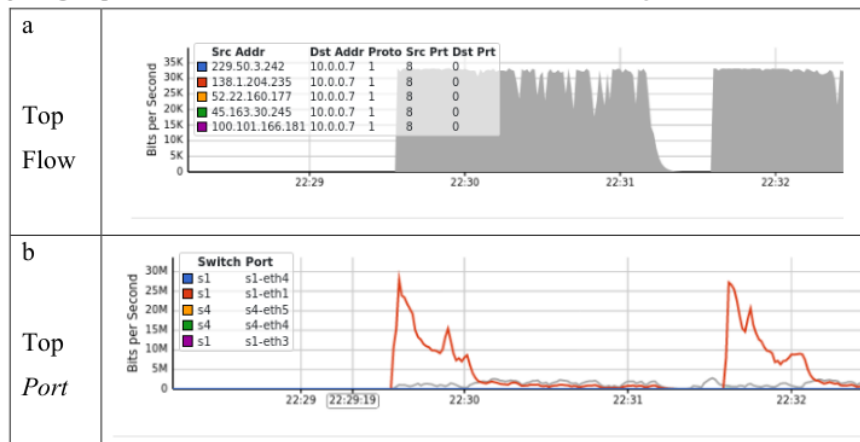 a
Top
Flow
Bits per Second
35K
30K
25K
20K
15K
10K
5K
0
Src Addr Dst Addr Proto Src Prt Dst Prt
229.50.3.242 10.0.0.7 1 8 0
138.1.204.235 10.0.0.7 1 8 0
52.22.160.177 10.0.0.7 1 8 0
45.163.30.245 10.0.0.7 1 8 0
100.101.166.181 10.0.0.7 1 8 0
22:29 22:30 22:31 22:32
b
Top
Port
Bits per Second
30M
25M
20M
15M
10M
5M
0
Switch Port
s1 s1-eth4
s1 s1-eth1
s4 s4-eth5
s4 s4-eth4
s1 s1-eth3
22:29 22:29:19 22:30 22:31 22:32